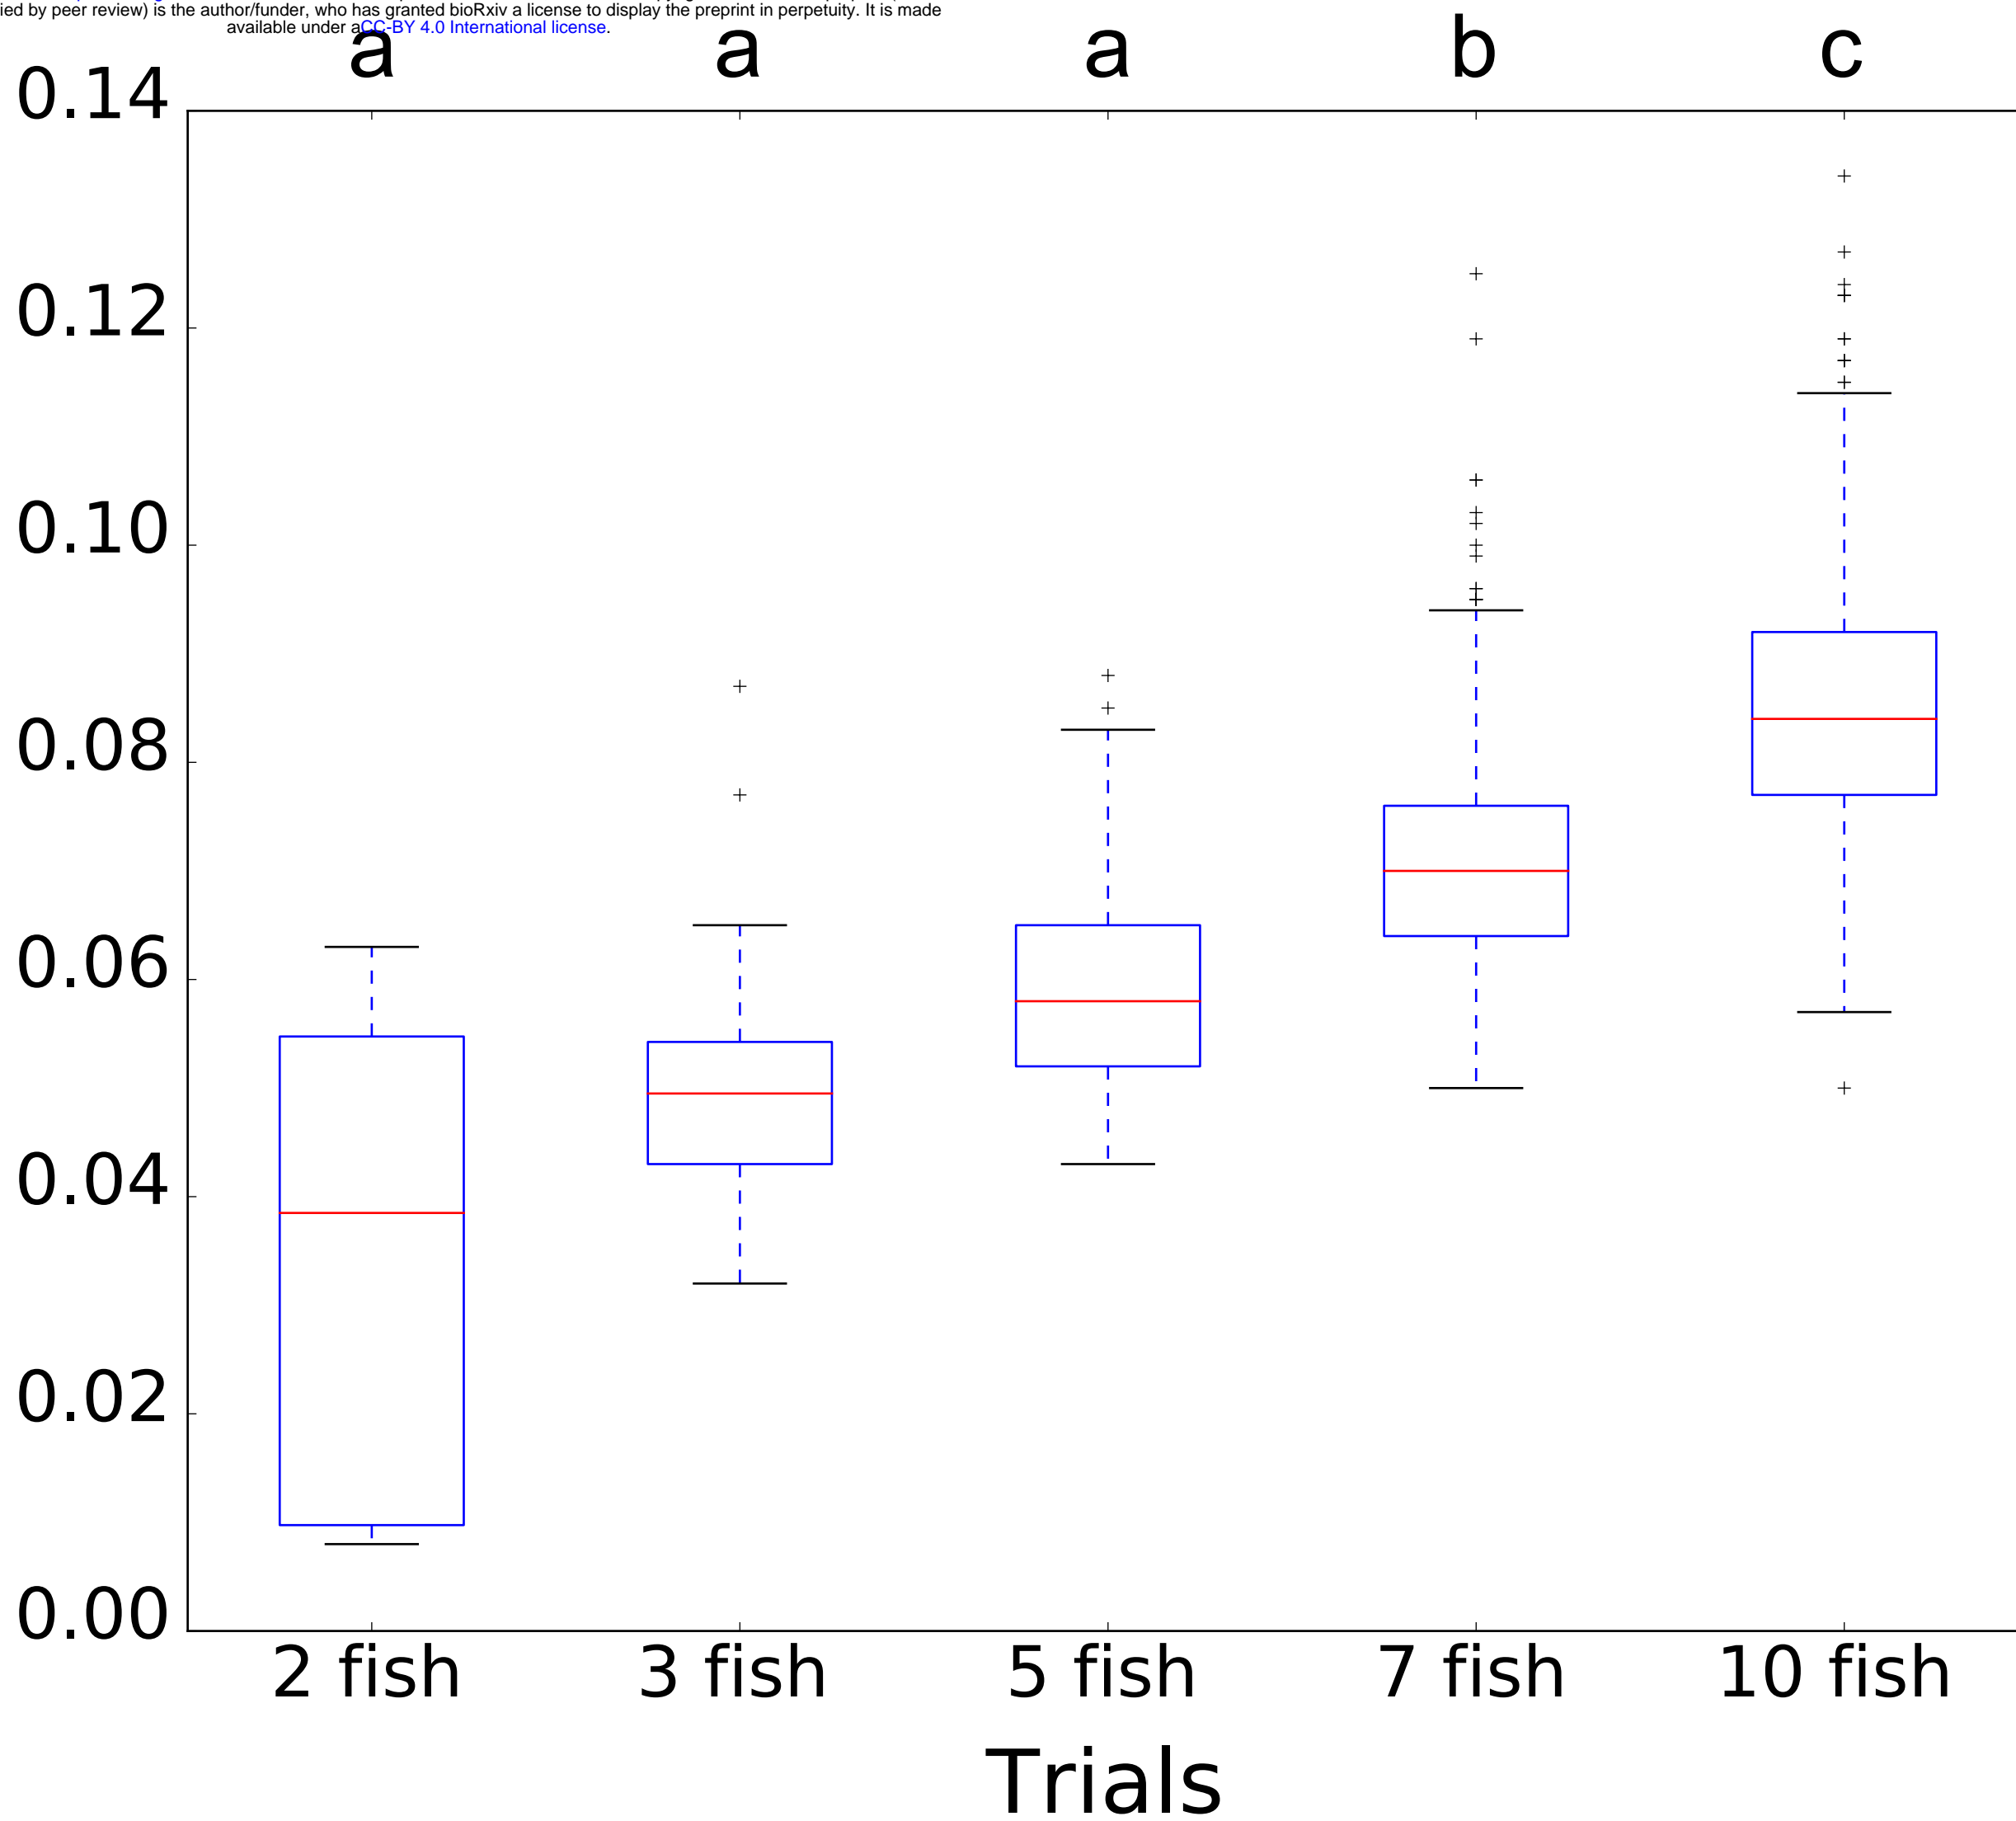 ied by peer review) is the author/funder, who has granted bioRxiv a license to display the preprint in perpetuity. It is made
available under aCC-BY 4.0 International license.
a a a b c
0.14
0.12
0.10
0.08
0.06
0.04
0.02
0.00
2 fish 3 fish 5 fish 7 fish 10 fish
Trials